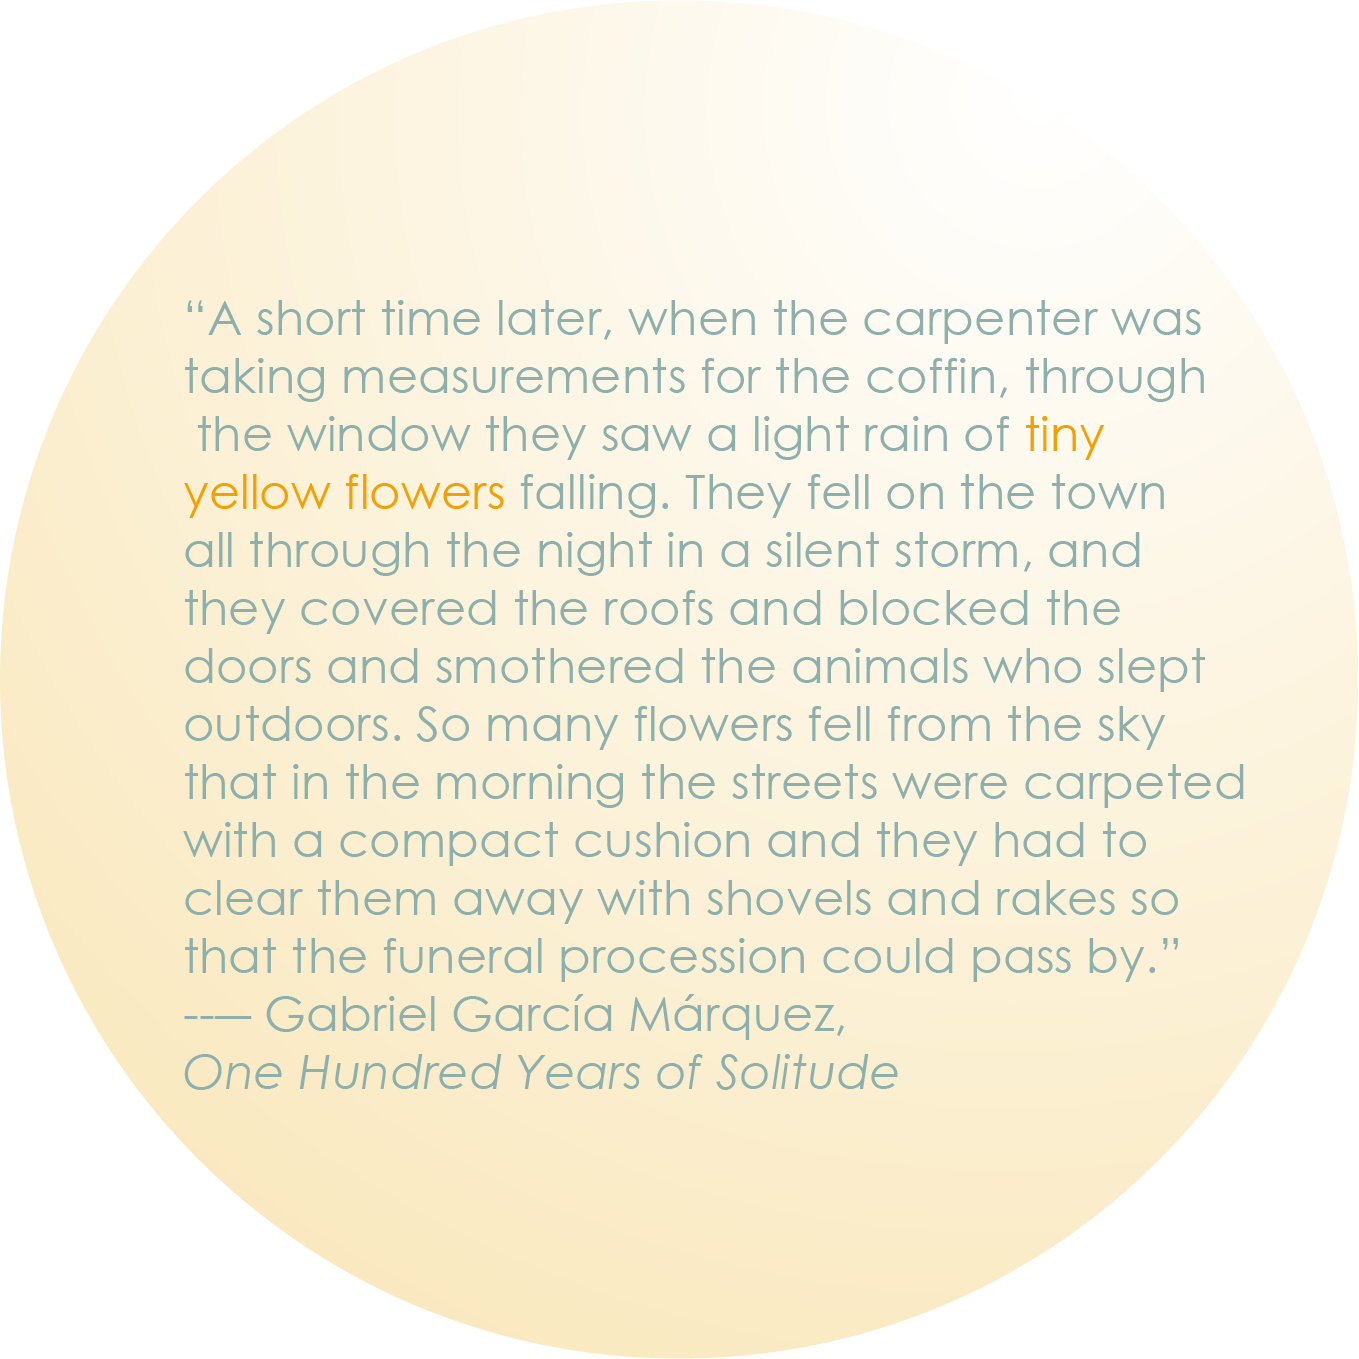 “A short time later, when the carpenter was
taking measurements for the coffin, through
the window they saw a light rain of tiny
yellow flowers falling. They fell on the town
all through the night in a silent storm, and
they covered the roofs and blocked the
doors and smothered the animals who slept
outdoors. So many flowers fell from the sky
that in the morning the streets were carpeted
with a compact cushion and they had to
clear them away with shovels and rakes so
that the funeral procession could pass by.”
--— Gabriel García Márquez,
One Hundred Years of Solitude